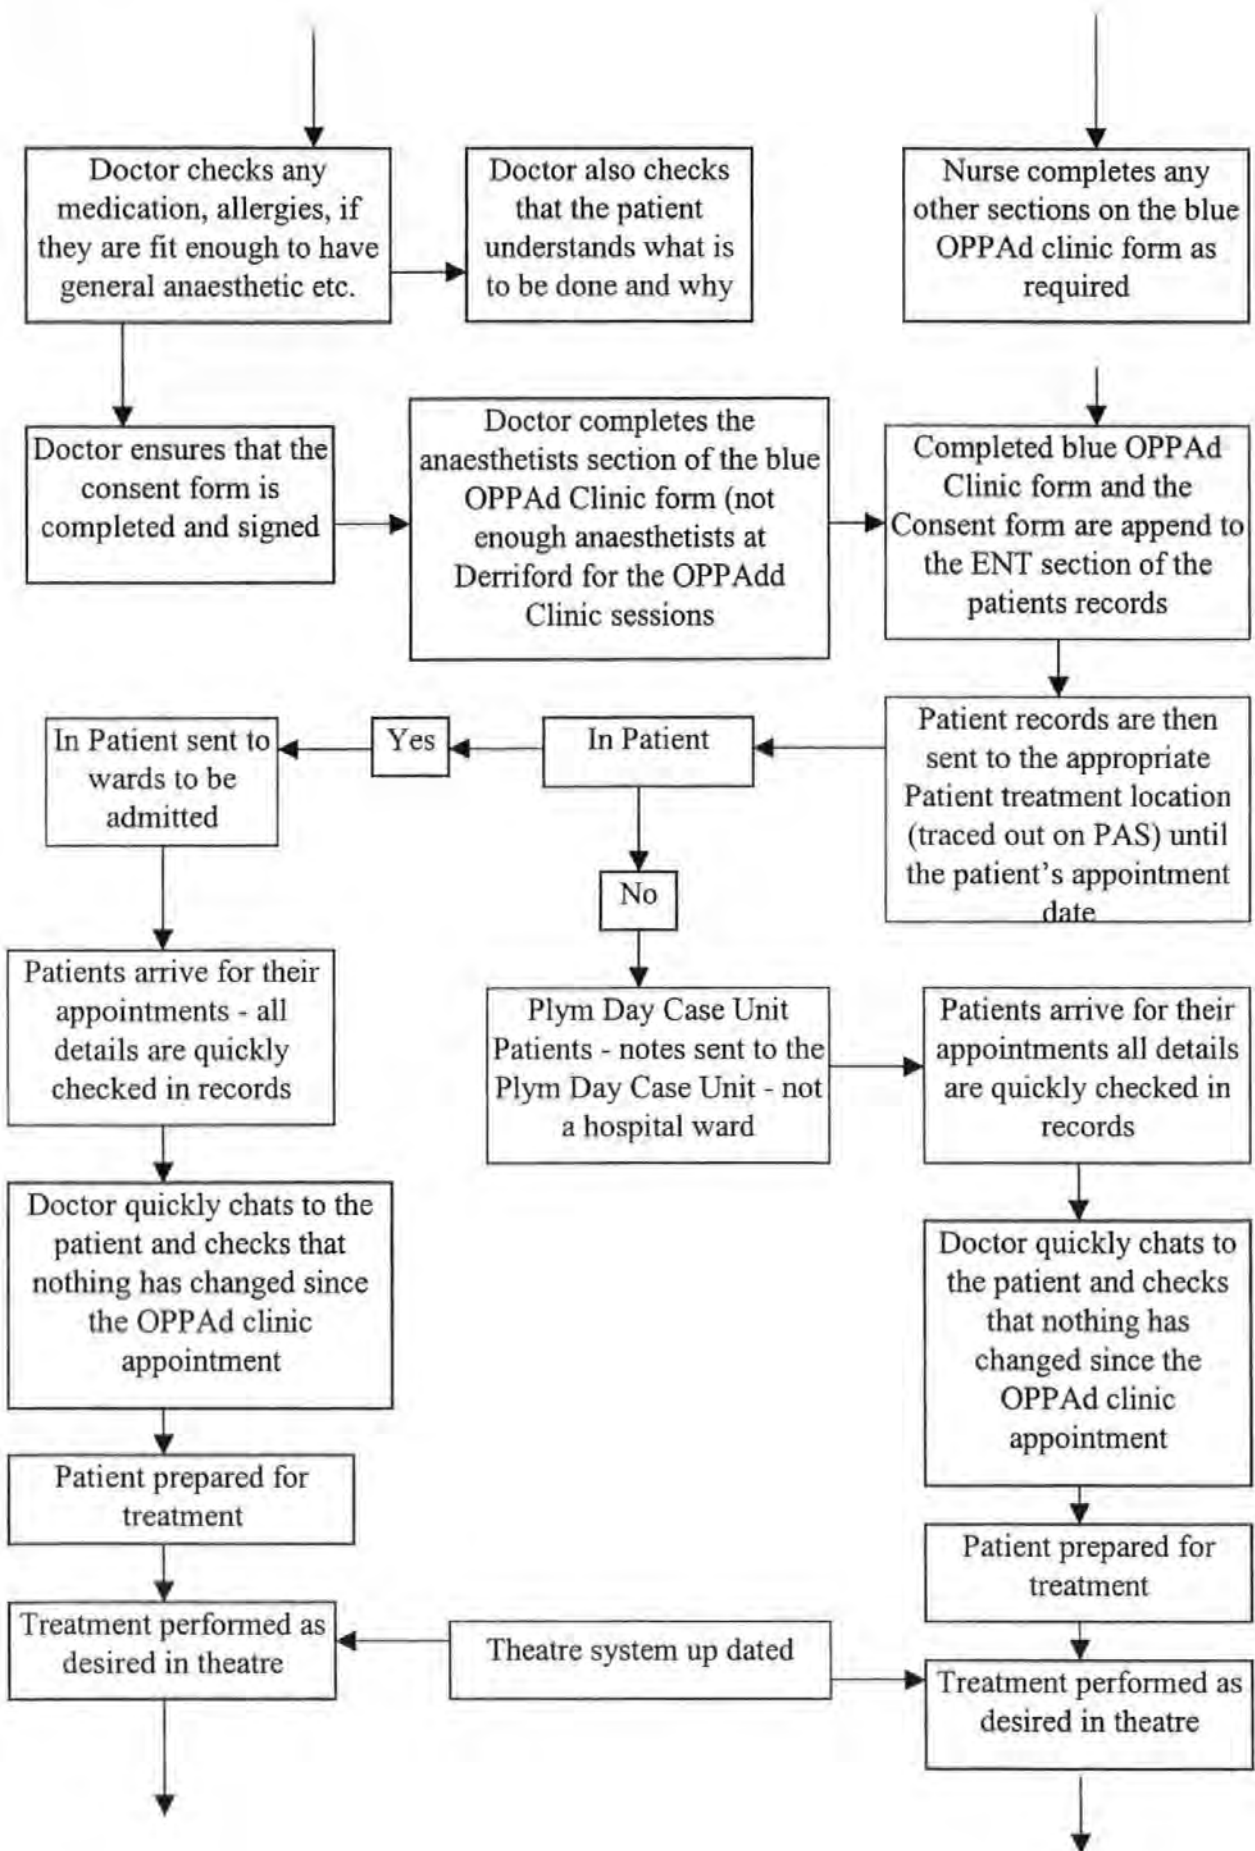 Doctor checks any
medication, allergies, if
they are fit enough to have
general anaesthetic etc.
Doctor also checks
that the patient
understands what is
to be done and why
Nurse completes any
other sections on the blue
OPPAd clinic form as
required
Doctor ensures that the
consent form is
completed and signed
Doctor completes the
anaesthetists section of the blue
OPPAd Clinic form (not
enough anaesthetists at
Derriford for the OPPAdd
Clinic sessions
Completed blue OPPAd
Clinic form and the
Consent form are append to
the ENT section of the
patients records
In Patient sent to
wards to be
admitted
Yes
In Patient
Patient records are then
sent to the appropriate
Patient treatment location
(traced out on PAS) until
the patient's appointment
date
No
Patients arrive for their
appointments - all
details are quickly
checked in records
Plym Day Case Unit
Patients - notes sent to the
Plym Day Case Unit - not
a hospital ward
Patients arrive for their
appointments all details
are quickly checked in
records
Doctor quickly chats to the
patient and checks that
nothing has changed since
the OPPAd clinic
appointment
Doctor quickly chats to
the patient and checks
that nothing has
changed since the
OPPAd clinic
appointment
Patient prepared for
treatment
Patient prepared for
treatment
Treatment performed as
desired in theatre
Theatre system up dated
Treatment performed as
desired in theatre